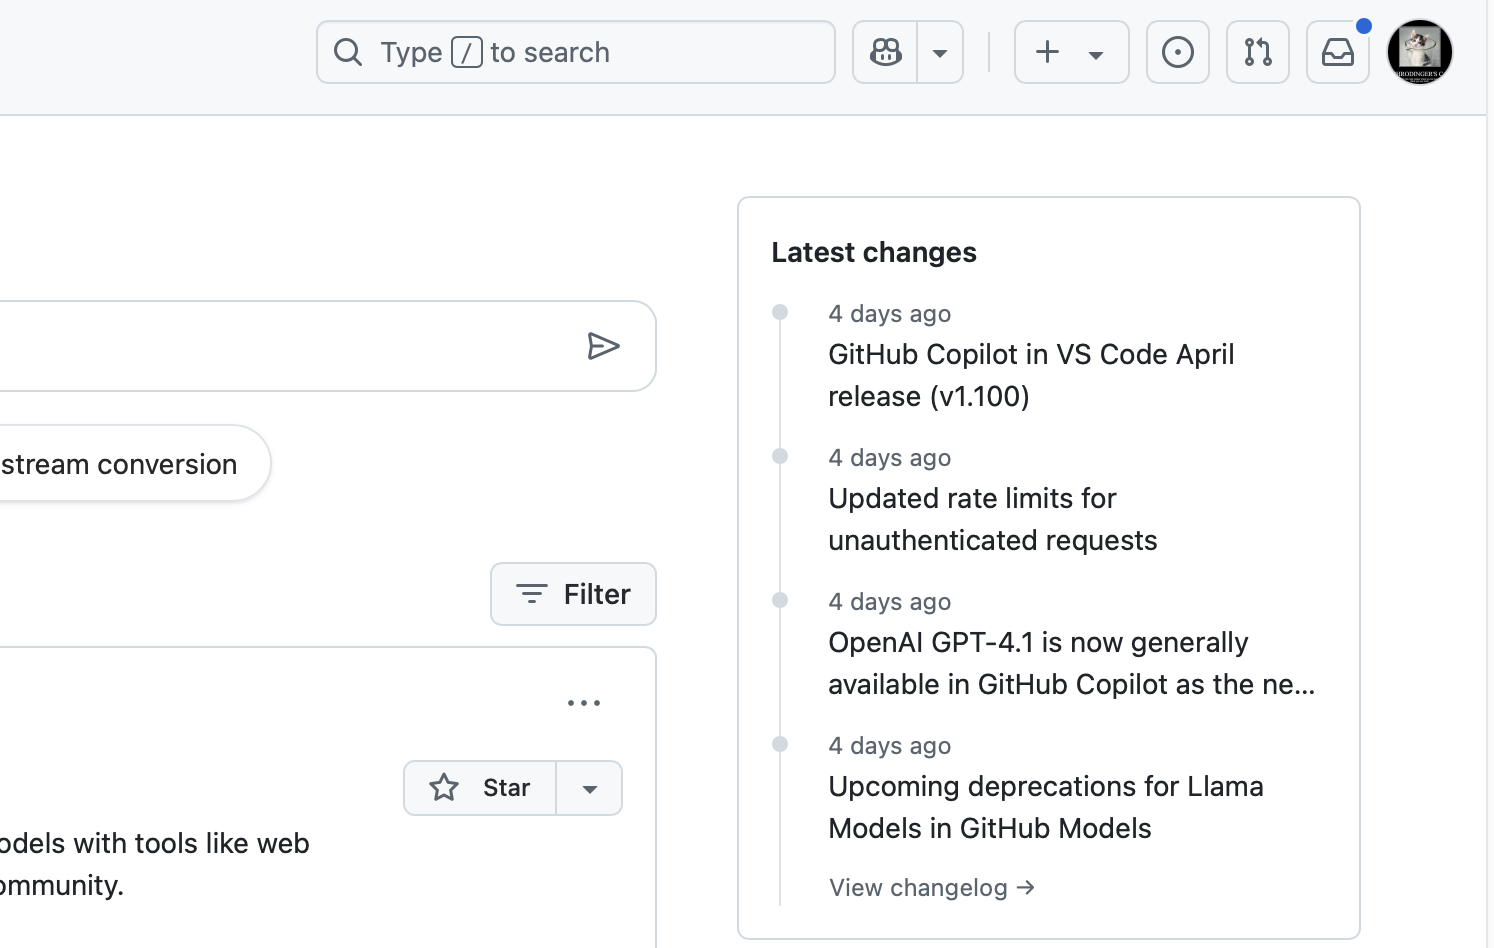 Type / to search
HRODINGER'S C
Latest changes
4 days ago
GitHub Copilot in VS Code April
release (v1.100)
4 days ago
Updated rate limits for
unauthenticated requests
4 days ago
OpenAI GPT-4.1 is now generally
available in GitHub Copilot as the ne...
4 days ago
Upcoming deprecations for Llama
Models in GitHub Models
View changelog →
stream conversion
Filter
Star
odels with tools like web
ommunity.